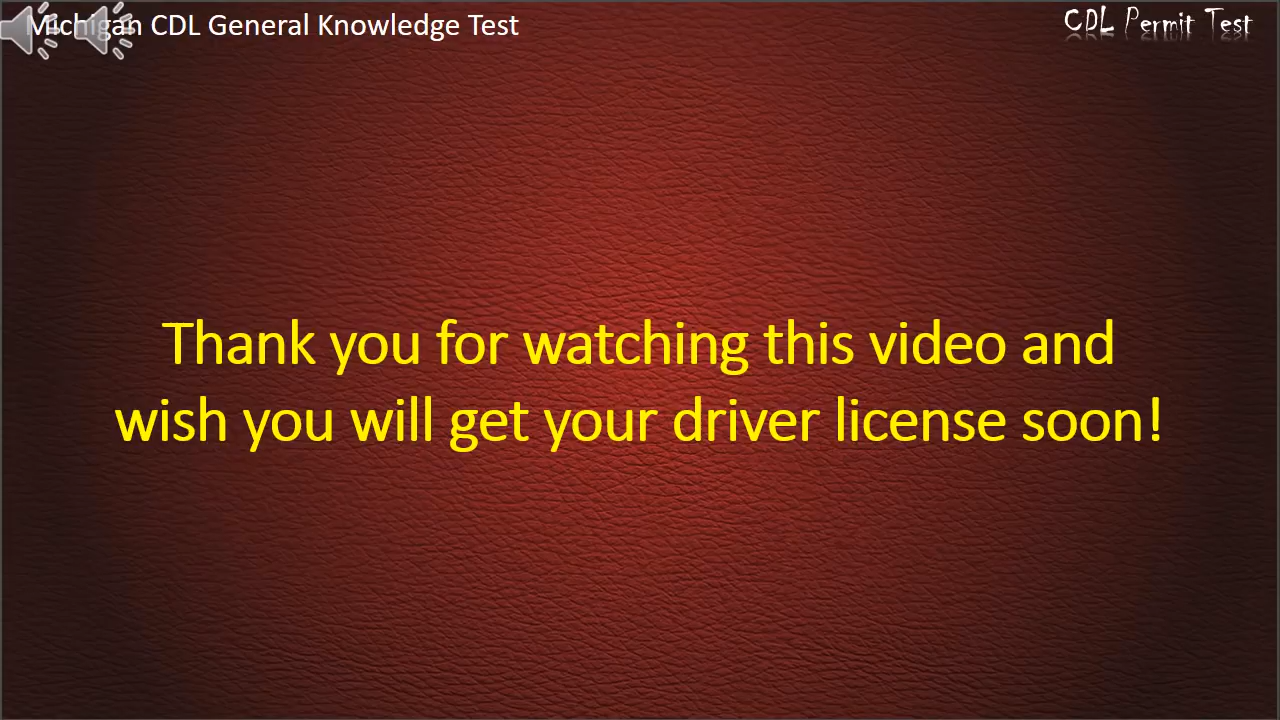 Michigan CDL General Knowledge Test
CDL Permit Test
Thank you for watching this video and
wish you will get your driver license soon!